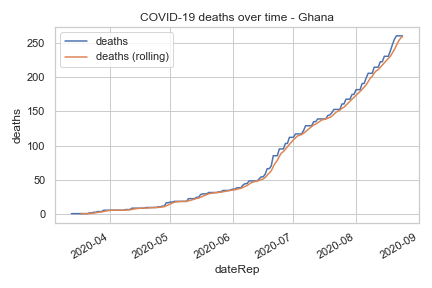 COVID-19 deaths over time - Ghana
deaths
deaths (rolling)
250
200
150
100
50
0
deaths
2020-04
2020-05
2020-06
2020-07
2020-08
2020-09
dateRep